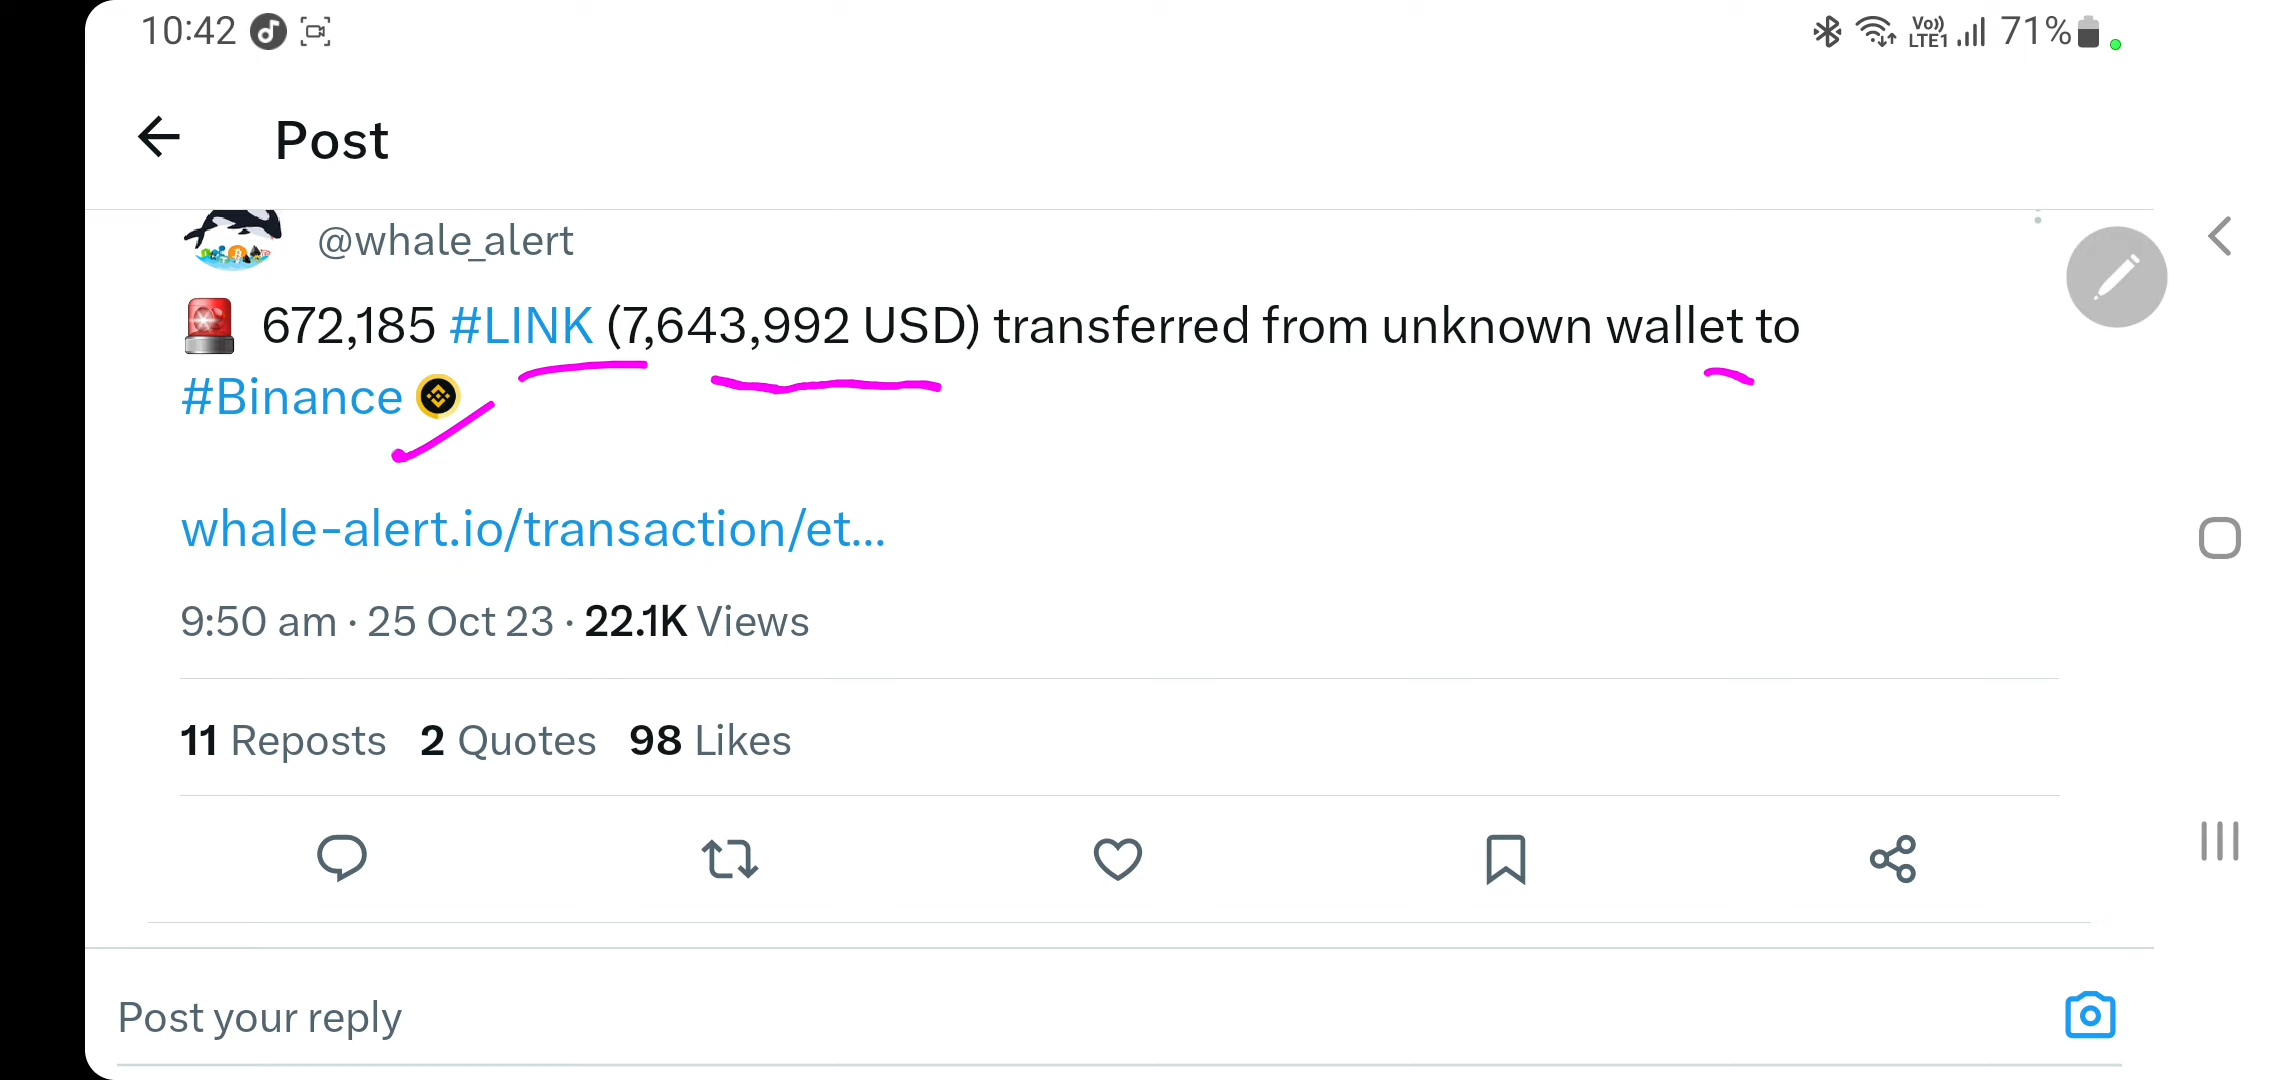 10:42 Vo)) LTE1 71%
Post
@whale_alert
672,185 #LINK (7,643,992 USD) transferred from unknown wallet to
#Binance
whale-alert.io/transaction/et...
9:50 am · 25 Oct 23 · 22.1K Views
11 Reposts 2 Quotes 98 Likes
Post your reply